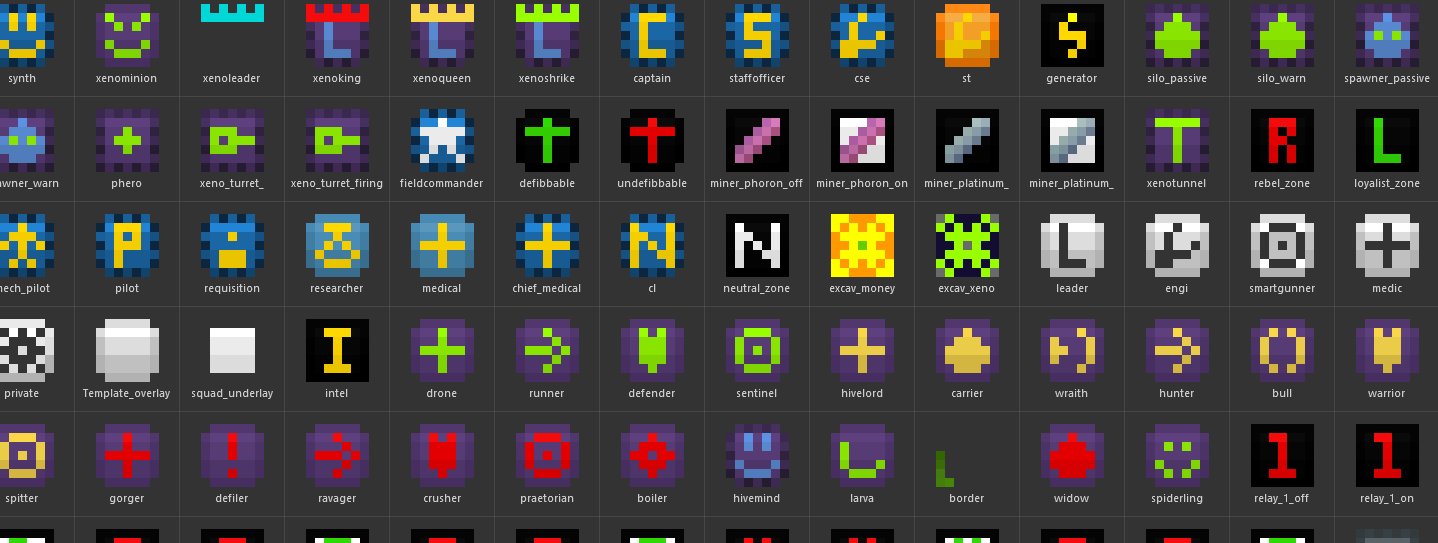 synth xenominion xenoleader xenoking xenoqueen xenoshrike captain staffofficer cse st generator silo_passive silo_warn spawner_passive
awner_warn phero xeno_turret_ xeno_turret_firing fieldcommander defibbable undefibbable miner_phoron_off miner_phoron_on miner_platinum_ miner_platinum_ xenotunnel rebel_zone loyalist_zone
nech_pilot pilot requisition researcher medical chief_medical cl neutral_zone excav_money excav_xeno leader engi smartgunner medic
private Template_overlay squad_underlay intel drone runner defender sentinel hivelord carrier wraith hunter bull warrior
spitter gorger defiler ravager crusher praetorian boiler hivemind larva border widow spiderling relay_1_off relay_1_on